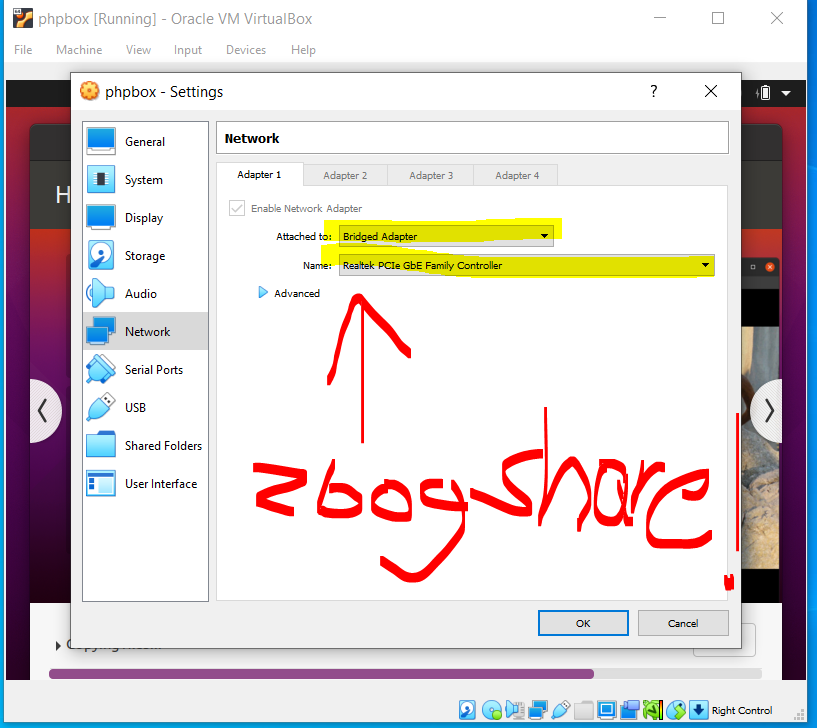 phpbox [Running] - Oracle VM VirtualBox
File Machine View Input Devices Help
phpbox - Settings
?
General
System
Display
Storage
Audio
Network
Serial Ports
USB
Shared Folders
User Interface
Network
Adapter 1 Adapter 2 Adapter 3 Adapter 4
Enable Network Adapter
Attached to: Bridged Adapter
Name: Realtek PCIe GbE Family Controller
Advanced
zbog share!
OK Cancel
Right Control